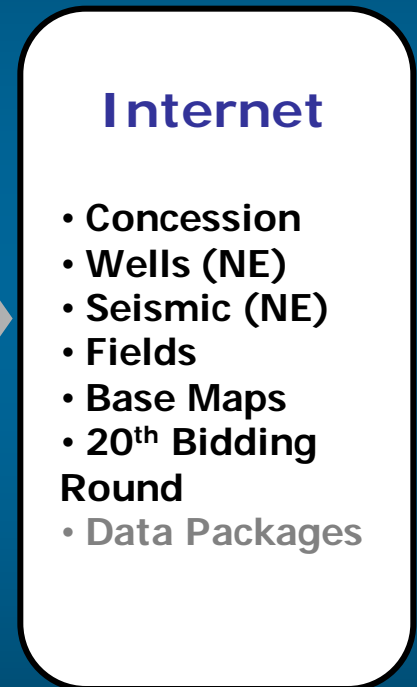 Internet
• Concession
• Wells (NE)
• Seismic (NE)
• Fields
• Base Maps
• 20th Bidding
Round
• Data Packages